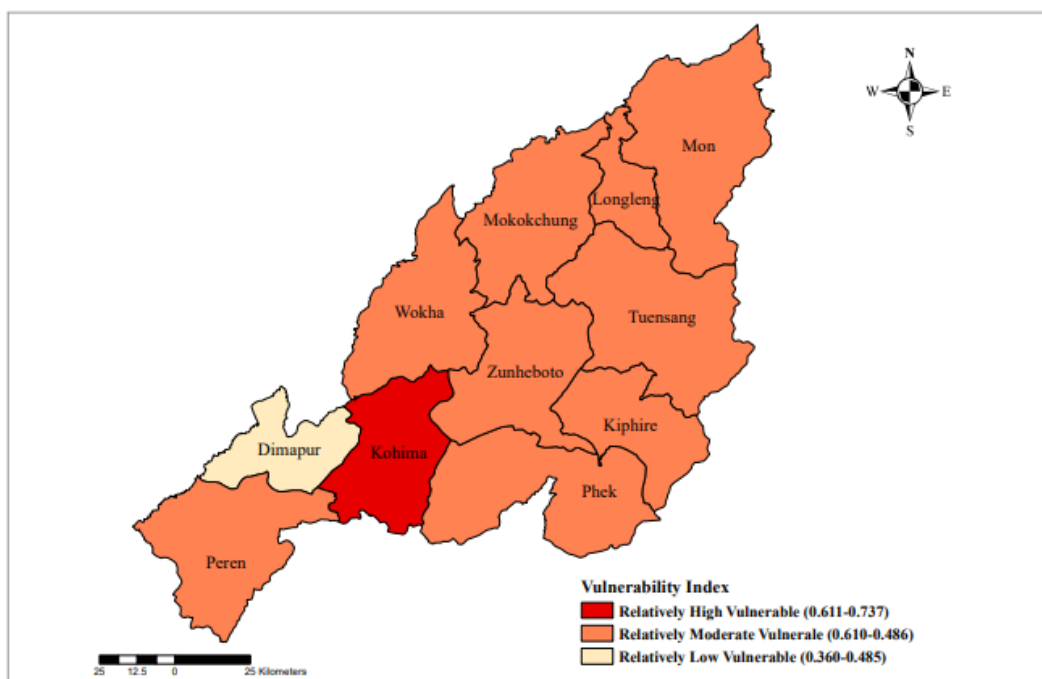 N
W E
S
Mon
Longleng
Mokokchung
Wokha
Tuensang
Zunheboto
Kiphire
Dimapur
Kohima
Phek
Peren
Vulnerability Index
Relatively High Vulnerable (0.611-0.737)
Relatively Moderate Vulnerale (0.610-0.486)
Relatively Low Vulnerable (0.360-0.485)
25 12.5 0 25 Kilometers